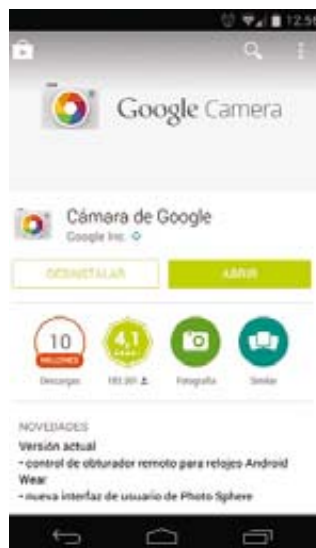 12:56
Google Camera
Cámara de Google
Google Inc.
DESINSTALAR
ABRIR
10
MILLONES
4,1
Descargas
Fotografía
Similar
NOVEDADES
Versión actual
- control de obturador remoto para relojes Android
Wear
- nueva interfaz de usuario de Photo Sphere